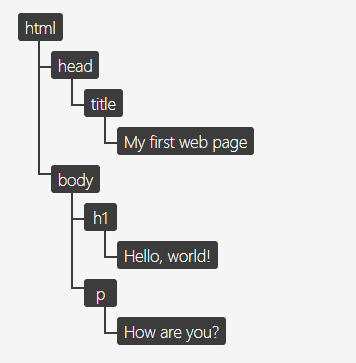 html
head
title
My first web page
body
h1
Hello, world!
p
How are you?